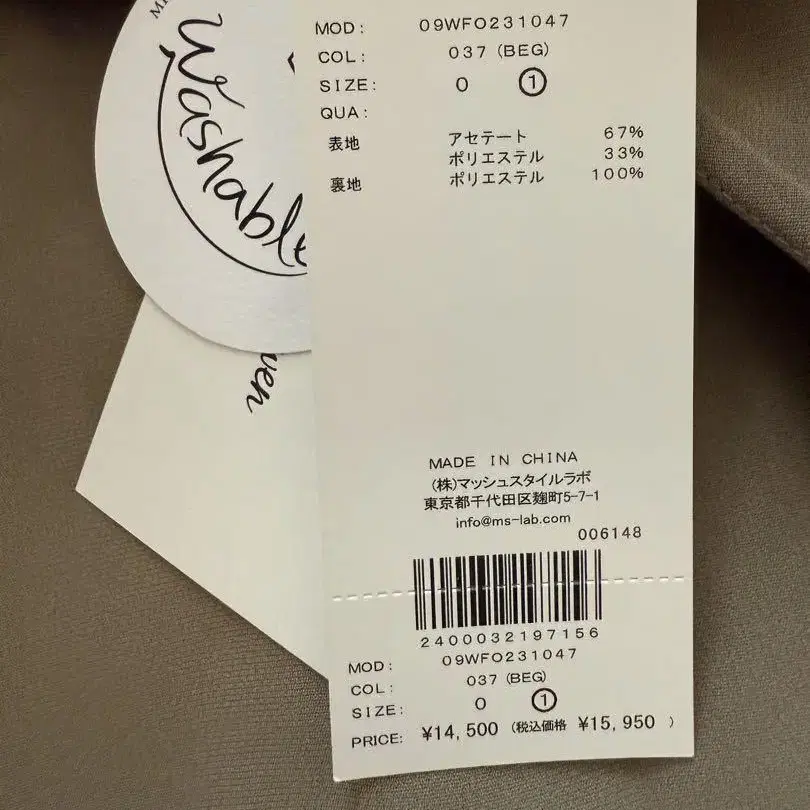 Washable
MOD: 09WFO231047
COL: 037 (BEG)
SIZE: 0 ①
QUA:
表地 アセテート 67%
ポリエステル 33%
裏地 ポリエステル 100%
MADE IN CHINA
(株)マッシュスタイルラボ
東京都千代田区麹町5-7-1
info@ms-lab.com
006148
2400032197156
MOD: 09WFO231047
COL: 037 (BEG)
SIZE: 0 ①
PRICE: ¥14,500 (税込価格 ¥15,950 )